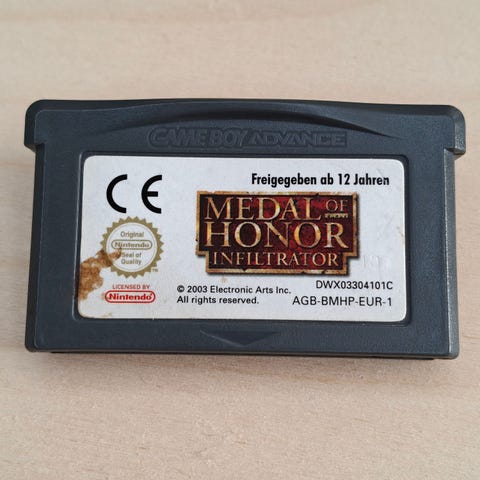 GAME BOY ADVANCE
CE
Freigegeben ab 12 Jahren
MEDAL OF
HONOR
INFILTRATOR
Original
Nintendo
Seal of
Quality
LICENSED BY
Nintendo
© 2003 Electronic Arts Inc.
All rights reserved.
DWX03304101C
AGB-BMHP-EUR-1